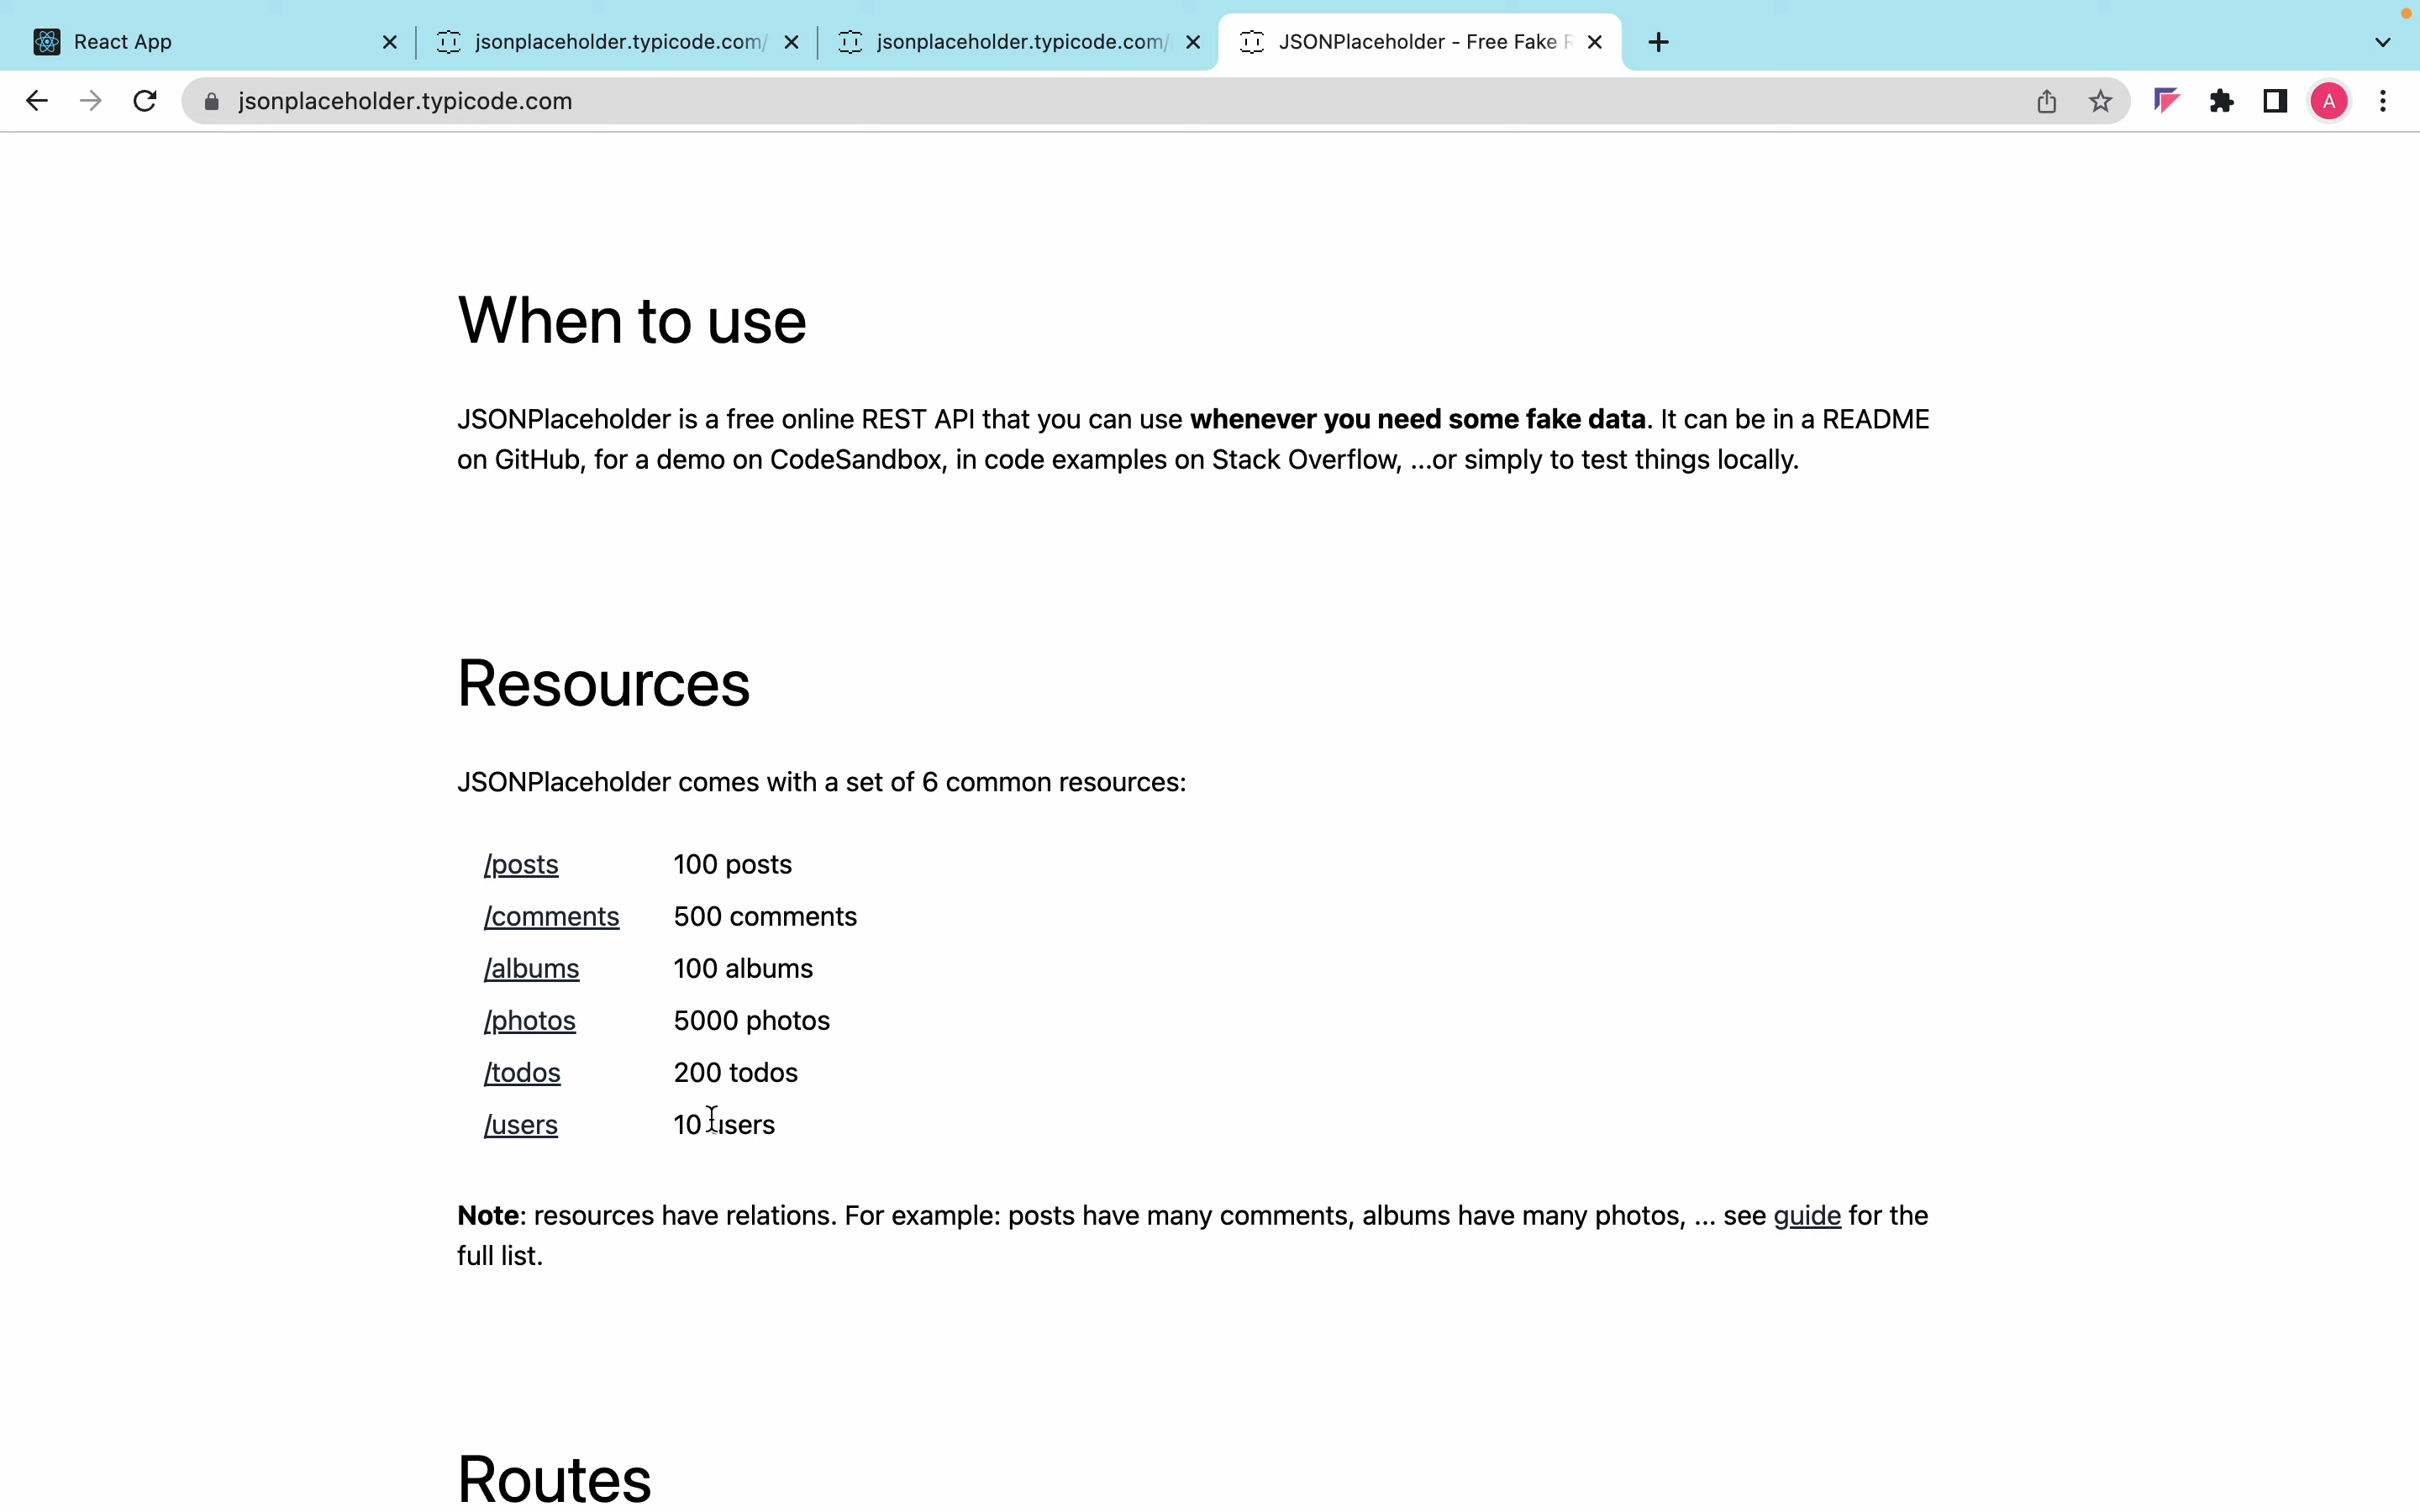 React App
jsonplaceholder.typicode.com/
jsonplaceholder.typicode.com/
JSONPlaceholder - Free Fake R
jsonplaceholder.typicode.com
A
When to use
JSONPlaceholder is a free online REST API that you can use whenever you need some fake data. It can be in a README
on GitHub, for a demo on CodeSandbox, in code examples on Stack Overflow, ...or simply to test things locally.
Resources
JSONPlaceholder comes with a set of 6 common resources:
/posts 100 posts
/comments 500 comments
/albums 100 albums
/photos 5000 photos
/todos 200 todos
/users 10 users
Note: resources have relations. For example: posts have many comments, albums have many photos, ... see guide for the
full list.
Routes